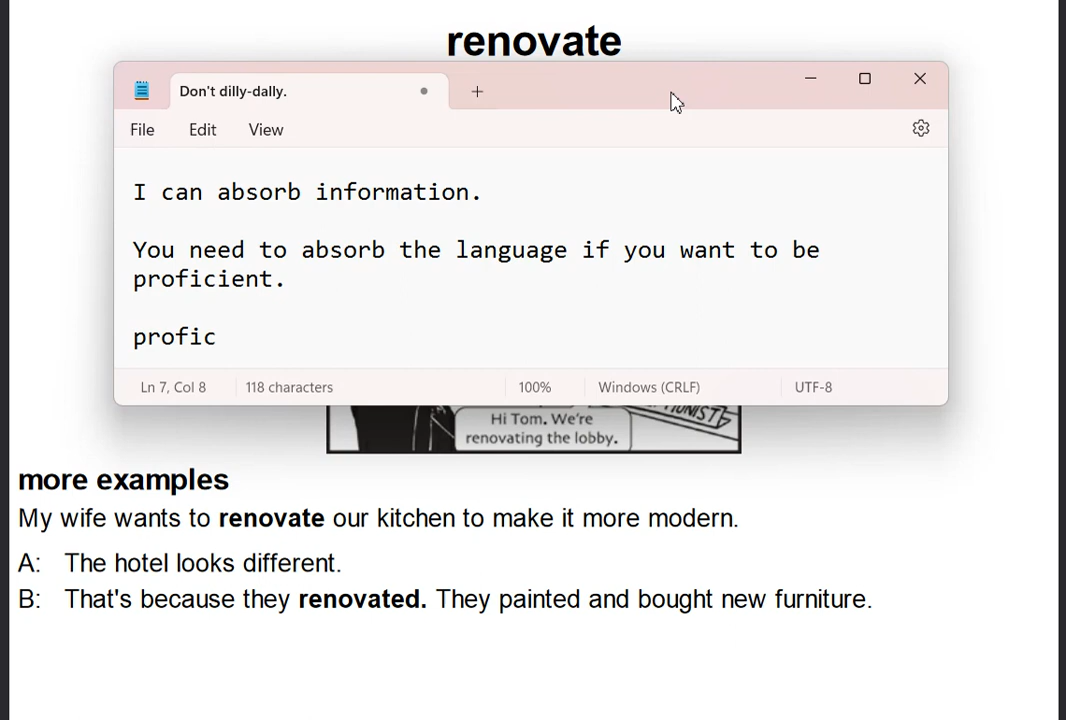 renovate
Don't dilly-dally.
File Edit View
I can absorb information.
You need to absorb the language if you want to be
proficient.
profic
Ln 7, Col 8 118 characters 100% Windows (CRLF) UTF-8
Hi Tom. We're
renovating the lobby.
more examples
My wife wants to renovate our kitchen to make it more modern.
A: The hotel looks different.
B: That's because they renovated. They painted and bought new furniture.